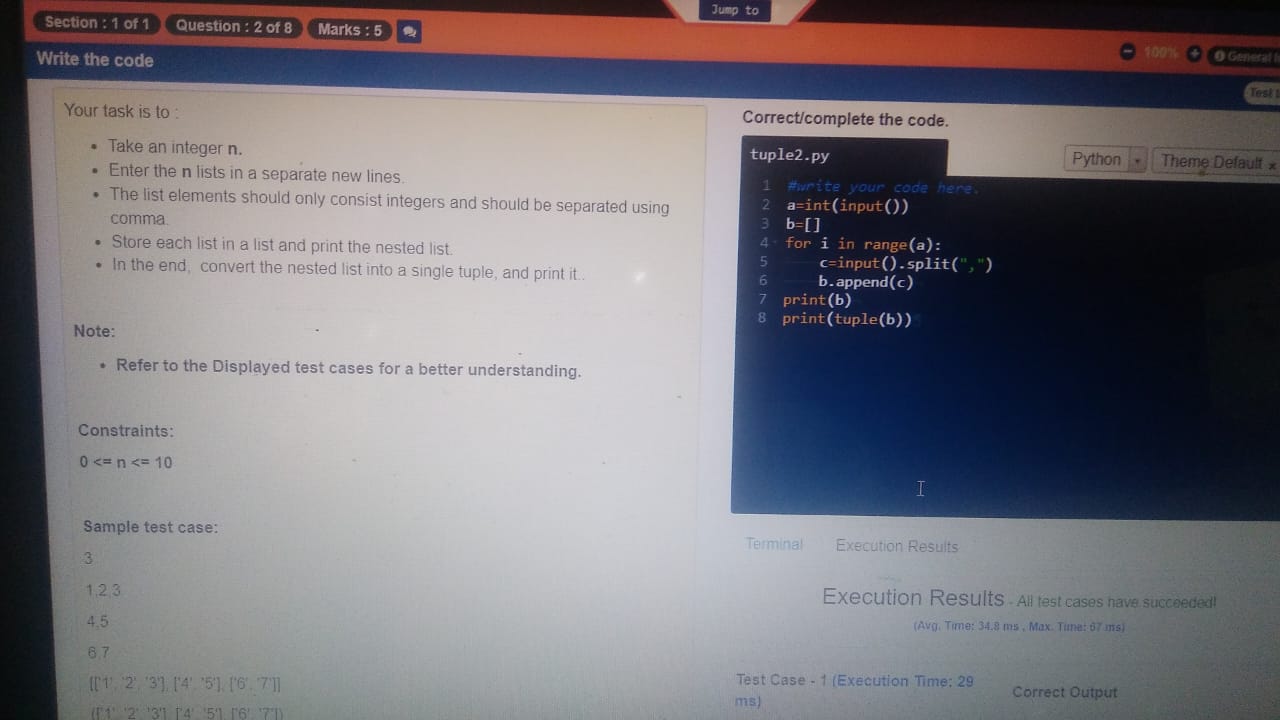 Jump to
Section : 1 of 1 Question : 2 of 8 Marks : 5
100% General
Write the code
Test
Your task is to :
Take an integer n.
Enter the n lists in a separate new lines.
The list elements should only consist integers and should be separated using
comma.
Store each list in a list and print the nested list.
In the end, convert the nested list into a single tuple, and print it..
Note:
Refer to the Displayed test cases for a better understanding.
Constraints:
0 <= n <= 10
Sample test case:
3
1,2,3
4,5
6,7
[['1', '2', '3'], ['4', '5'], ['6', '7']]
(['1', '2', '3'], ['4', '5'], ['6', '7'])
Correct/complete the code.
tuple2.py
Python Theme Default
1 #write your code here.
2 a=int(input())
3 b=[]
4 for i in range(a):
5 c=input().split(",")
6 b.append(c)
7 print(b)
8 print(tuple(b))
Terminal Execution Results
Execution Results - All test cases have succeeded!
(Avg. Time: 34.8 ms , Max. Time: 67 ms)
Test Case - 1 (Execution Time: 29
ms)
Correct Output